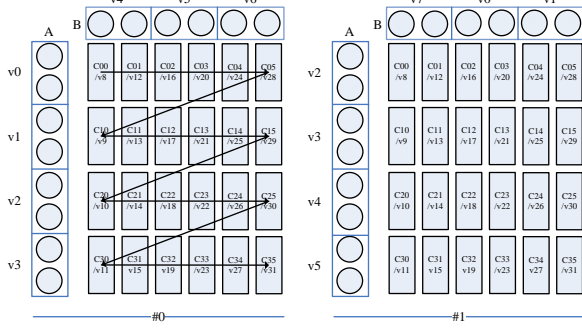 v4
v7 v1
A B A B
v0 C00 C01 C02 C03 C04 C05 v2 C00 C01 C02 C03 C04 C05
/v8 /v12 /v16 /v20 /v24 /v28 /v8 /v12 /v16 /v20 /v24 /v28
v1 C10 C11 C12 C13 C14 C15 v3 C10 C11 C12 C13 C14 C15
/v9 /v13 /v17 /v21 /v25 /v29 /v9 /v13 /v17 /v21 /v25 /v29
v2 C20 C21 C22 C23 C24 C25 v4 C20 C21 C22 C23 C24 C25
/v10 /v14 /v18 /v22 /v26 /v30 /v10 /v14 /v18 /v22 /v26 /v30
v3 C30 C31 C32 C33 C34 C35 v5 C30 C31 C32 C33 C34 C35
/v11 v15 v19 /v23 v27 /v31 /v11 v15 v19 /v23 v27 /v31
#0 #1